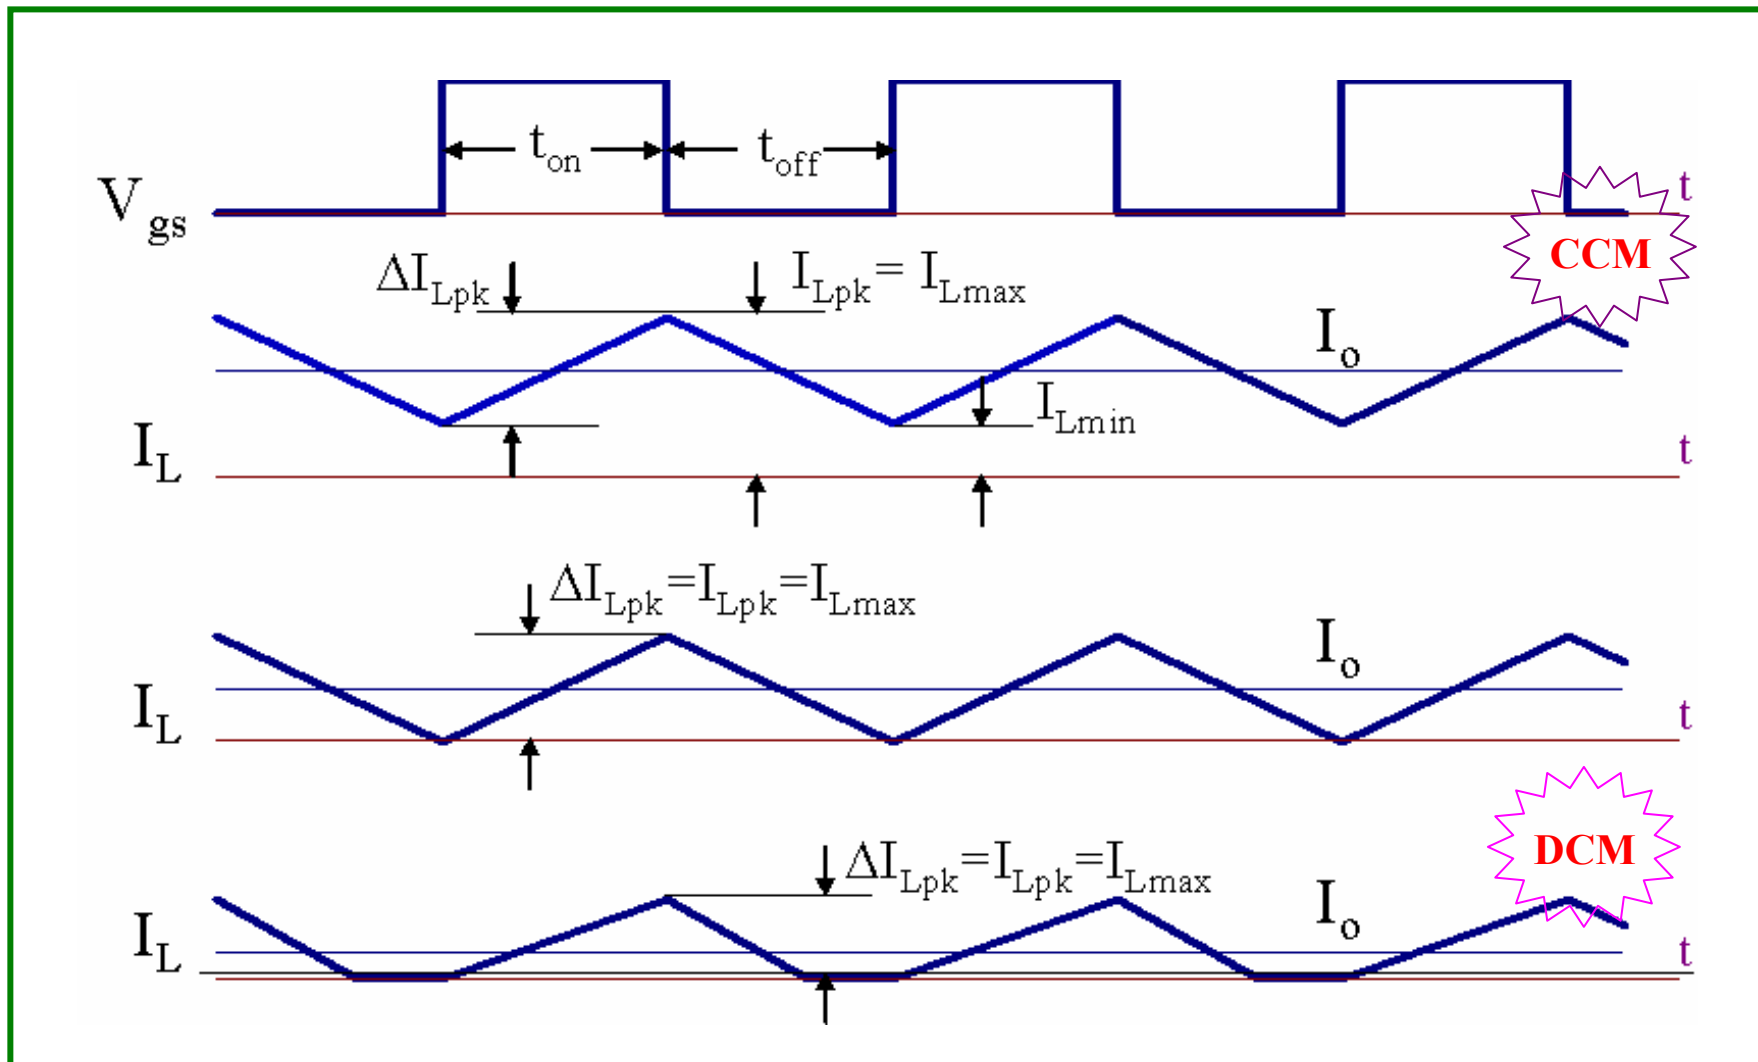 t_on
t_off
V_gs
t
CCM
ΔI_Lpk
I_Lpk = I_Lmax
I_o
I_Lmin
I_L
t
ΔI_Lpk=I_Lpk=I_Lmax
I_o
I_L
t
DCM
ΔI_Lpk=I_Lpk=I_Lmax
I_o
I_L
t